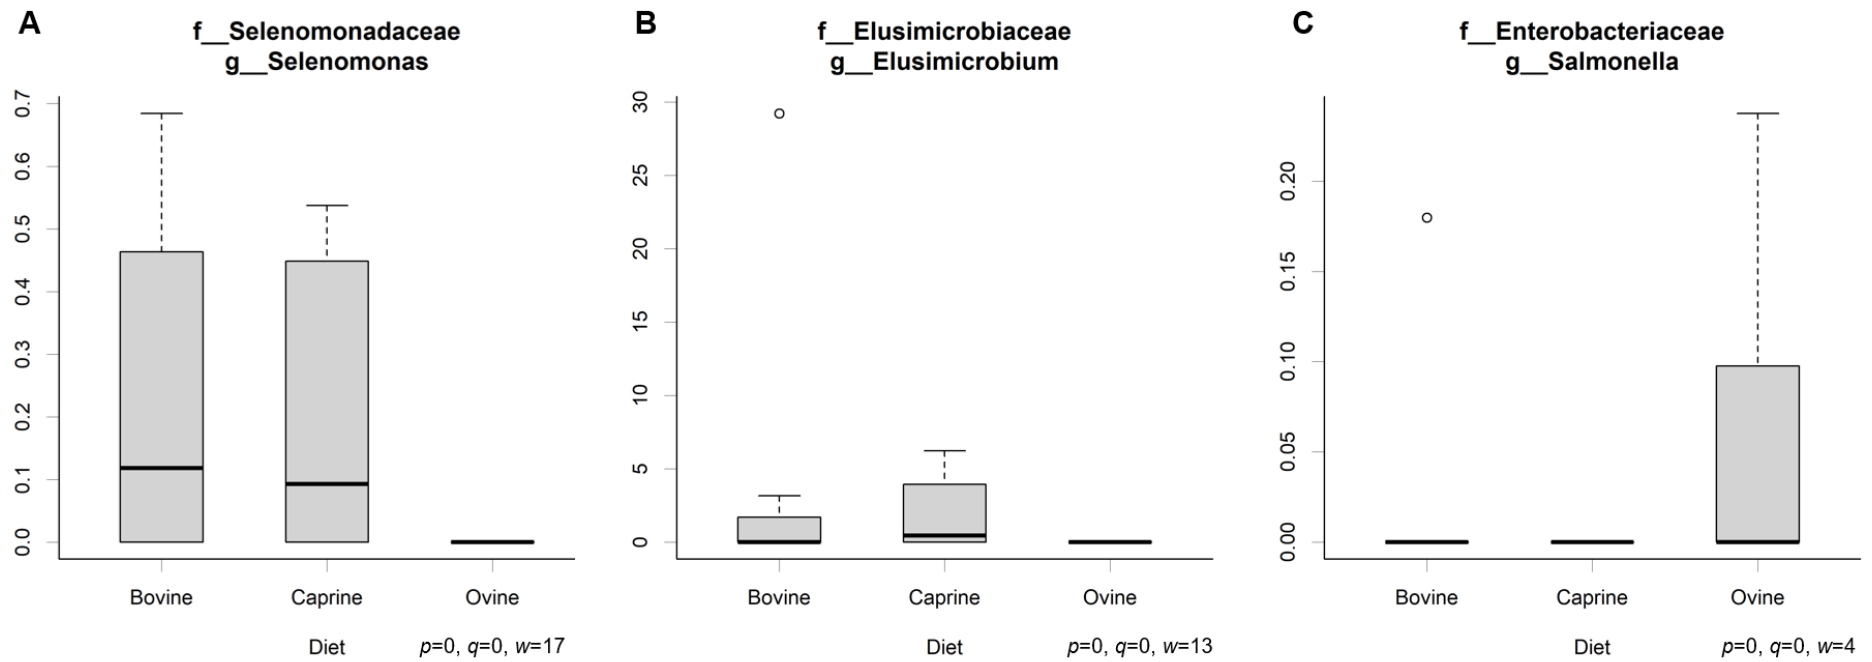 A
f__Selenomonadaceae
g__Selenomonas
0.7
0.6
0.5
0.4
0.3
0.2
0.1
0.0
Bovine Caprine Ovine
Diet p=0, q=0, w=17
B
f__Elusimicrobiaceae
g__Elusimicrobium
30
25
20
15
10
5
0
Bovine Caprine Ovine
Diet p=0, q=0, w=13
C
f__Enterobacteriaceae
g__Salmonella
0.20
0.15
0.10
0.05
0.00
Bovine Caprine Ovine
Diet p=0, q=0, w=4